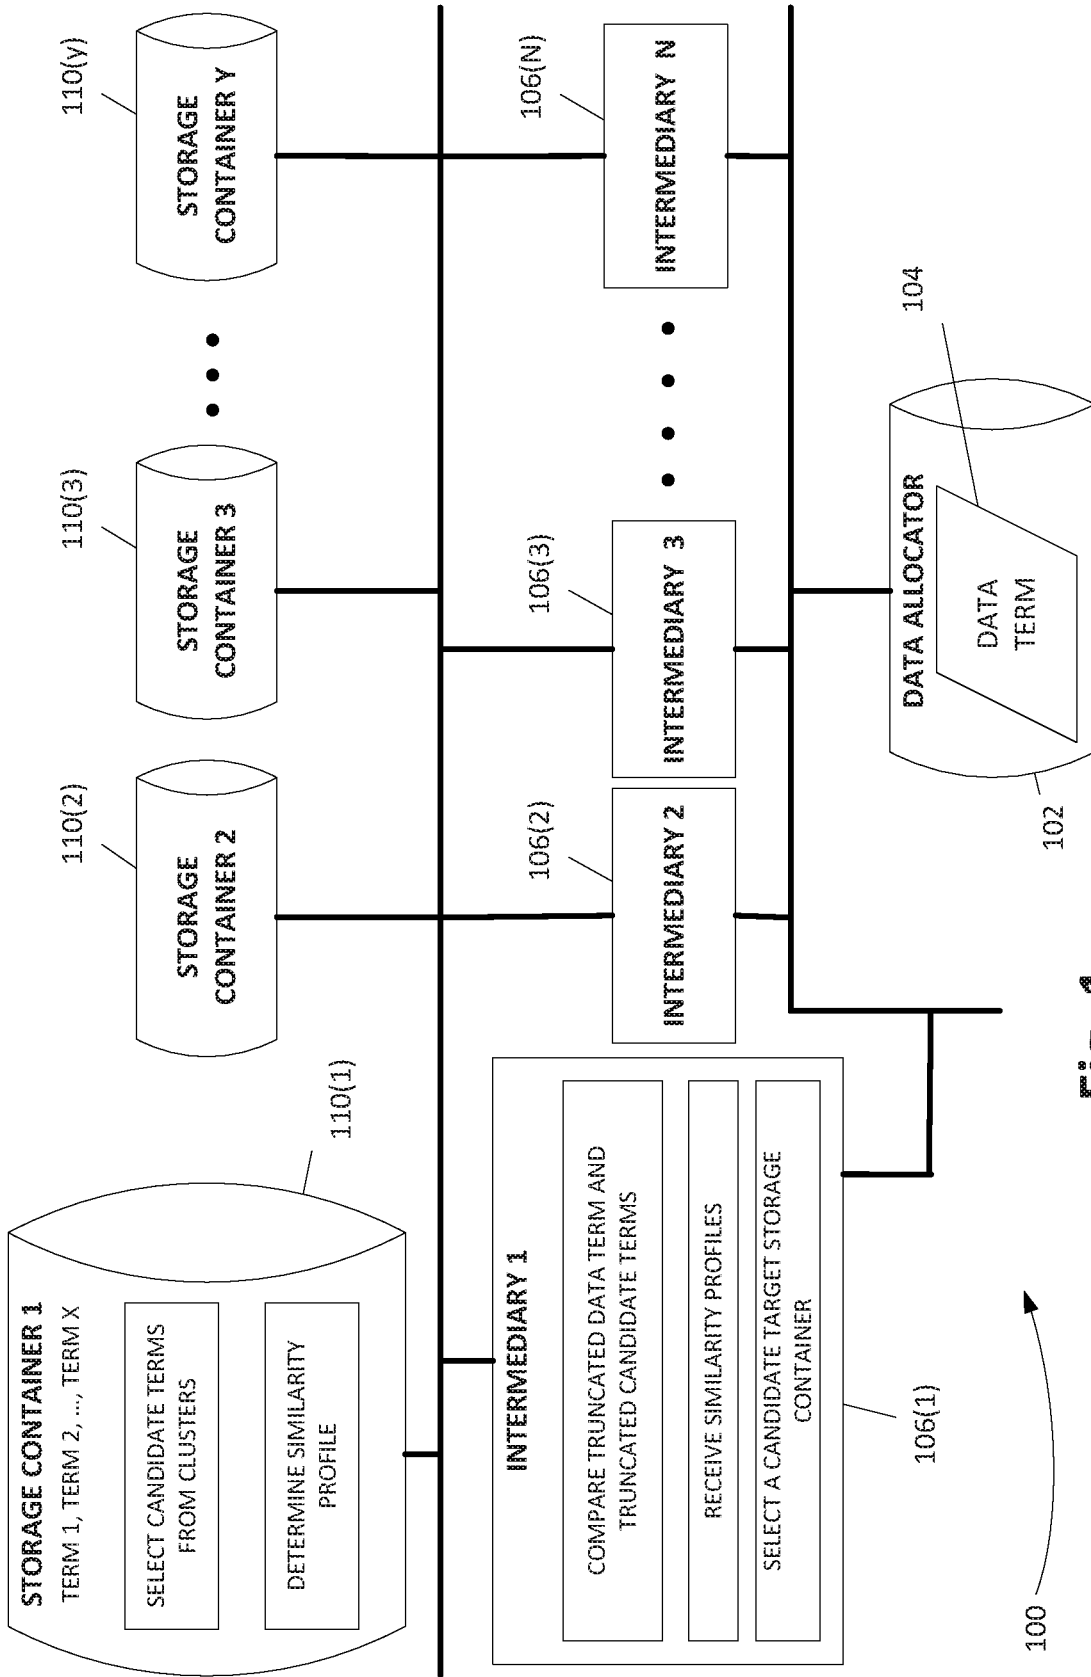 STORAGE CONTAINER 1
TERM 1, TERM 2, ..., TERM X
SELECT CANDIDATE TERMS
FROM CLUSTERS
DETERMINE SIMILARITY
PROFILE
110(1)
STORAGE
CONTAINER 2
110(2)
STORAGE
CONTAINER 3
110(3)
STORAGE
CONTAINER Y
110(y)
INTERMEDIARY 1
COMPARE TRUNCATED DATA TERM AND
TRUNCATED CANDIDATE TERMS
RECEIVE SIMILARITY PROFILES
SELECT A CANDIDATE TARGET STORAGE
CONTAINER
106(1)
INTERMEDIARY 2
106(2)
INTERMEDIARY 3
106(3)
INTERMEDIARY N
106(N)
DATA ALLOCATOR
DATA
TERM
104
102
100